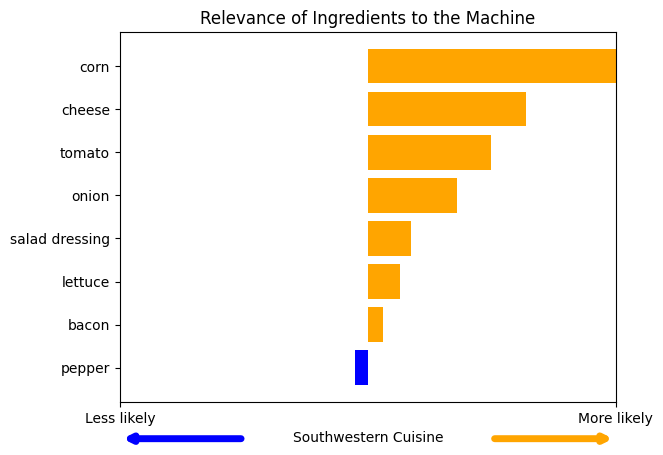 Relevance of Ingredients to the Machine
corn
cheese
tomato
onion
salad dressing
lettuce
bacon
pepper
Less likely
More likely
Southwestern Cuisine